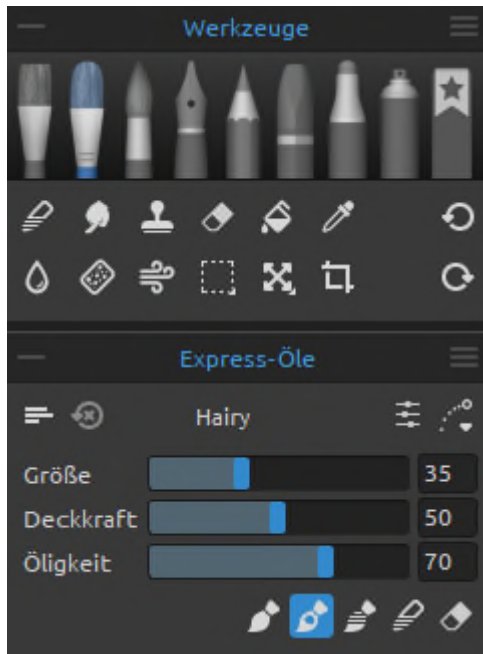 Werkzeuge
Express-Öle
Hairy
Größe 35
Deckkraft 50
Öligkeit 70